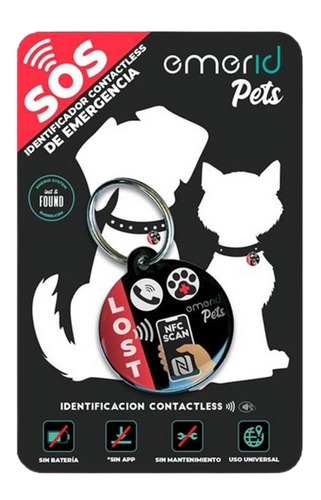 SOS
IDENTIFICADOR CONTACTLESS
DE EMERGENCIA
emerid
Pets
lost &
FOUND
LOST
NFC
SCAN
emerid
Pets
IDENTIFICACION CONTACTLESS
SIN BATERÍA
*SIN APP
SIN MANTENIMIENTO
USO UNIVERSAL